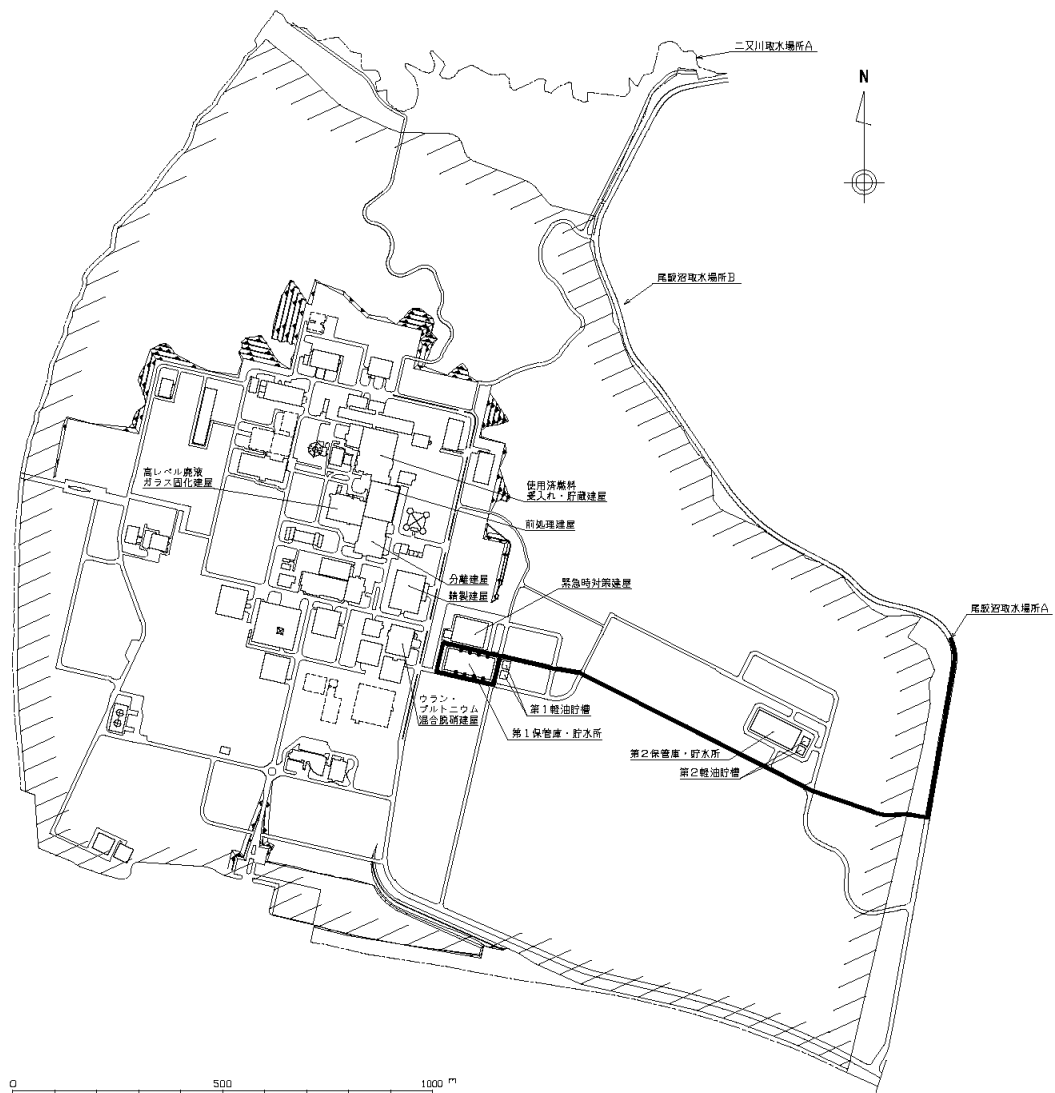 二又川取水場所A
N
尾駮沼取水場所B
高レベル廃液
ガラス固化建屋
使用済燃料
受入れ・貯蔵建屋
前処理建屋
分離建屋
精製建屋
緊急時対策建屋
尾駮沼取水場所A
ウラン・
プルトニウム
混合脱硝建屋
第1軽油貯槽
第1保管庫・貯水所
第2保管庫・貯水所
第2軽油貯槽
0 500 1000 m